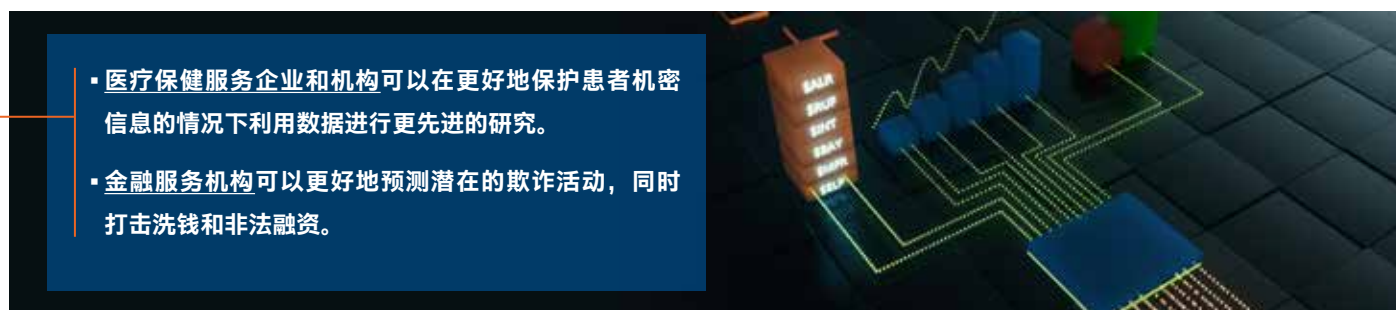 ▪ 医疗保健服务企业和机构可以在更好地保护患者机密
信息的情况下利用数据进行更先进的研究。
▪ 金融服务机构可以更好地预测潜在的欺诈活动，同时
打击洗钱和非法融资。
$ALR
$RUP
$INT